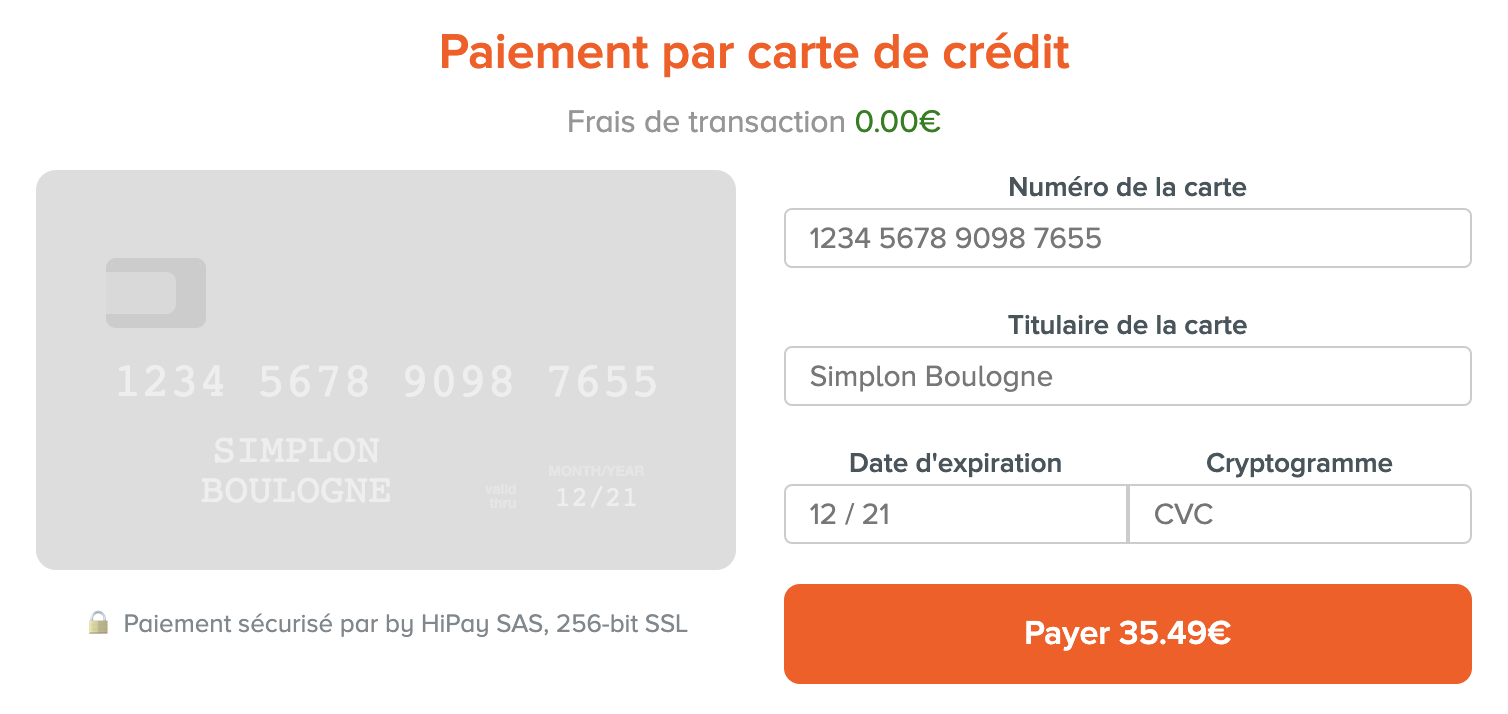 Paiement par carte de crédit
Frais de transaction 0.00€
1234 5678 9098 7655
SIMPLON
BOULOGNE
valid
thru
MONTH/YEAR
12/21
Paiement sécurisé par by HiPay SAS, 256-bit SSL
Numéro de la carte
1234 5678 9098 7655
Titulaire de la carte
Simplon Boulogne
Date d'expiration
Cryptogramme
12 / 21
CVC
Payer 35.49€